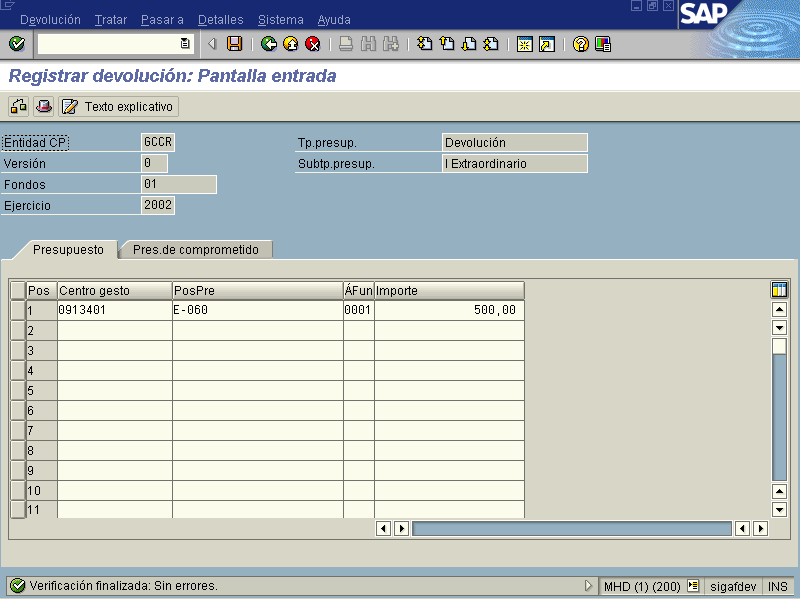 Devolución Tratar Pasar a Detalles Sistema Ayuda
SAP
Registrar devolución: Pantalla entrada
Texto explicativo
Entidad CP GCCR Tp.presup. Devolución
Versión 0 Subtp.presup. I Extraordinario
Fondos 01
Ejercicio 2002
Presupuesto Pres.de comprometido
Pos Centro gesto PosPre ÁFun Importe
1 0913401 E-060 0001 500,00
2
3
4
5
6
7
8
9
10
11
Verificación finalizada: Sin errores. MHD (1) (200) sigafdev INS